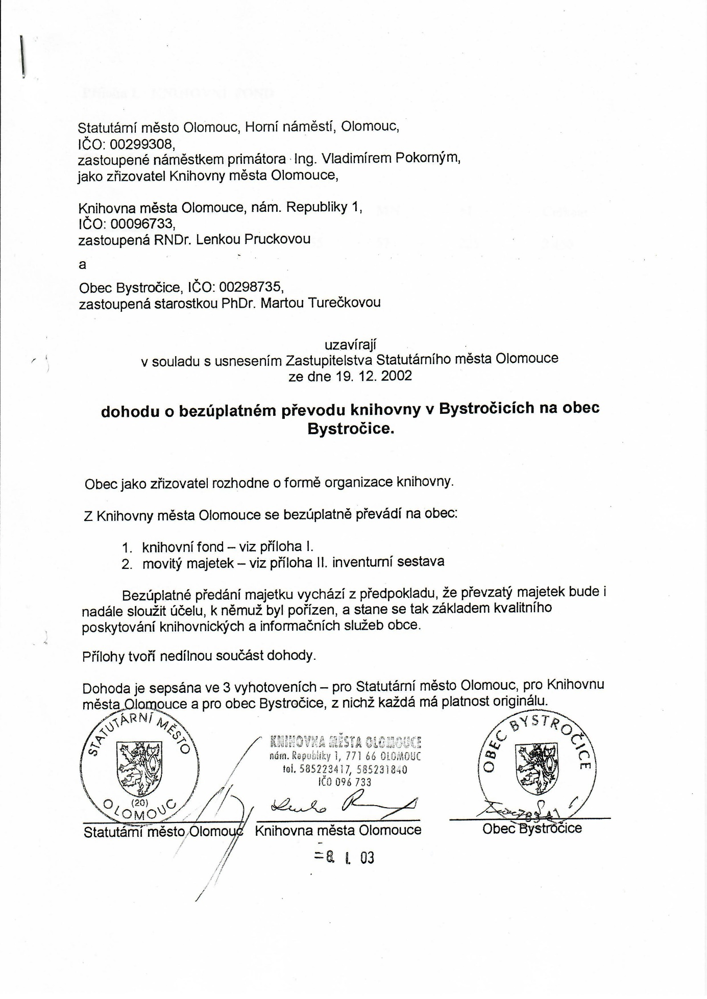 Statutární město Olomouc, Horní náměstí, Olomouc,
IČO: 00299308,
zastoupené náměstkem primátora Ing. Vladimírem Pokorným,
jako zřizovatel Knihovny města Olomouce,
Knihovna města Olomouce, nám. Republiky 1,
IČO: 00096733,
zastoupená RNDr. Lenkou Pruckovou
a
Obec Bystročice, IČO: 00298735,
zastoupená starostkou PhDr. Martou Turečkovou
uzavírají
v souladu s usnesením Zastupitelstva Statutárního města Olomouce
ze dne 19. 12. 2002
dohodu o bezúplatném převodu knihovny v Bystročicích na obec
Bystročice.
Obec jako zřizovatel rozhodne o formě organizace knihovny.
Z Knihovny města Olomouce se bezúplatně převádí na obec:
1. knihovní fond – viz příloha I.
2. movitý majetek – viz příloha II. inventurní sestava
Bezúplatné předání majetku vychází z předpokladu, že převzatý majetek bude i
nadále sloužit účelu, k němuž byl pořízen, a stane se tak základem kvalitního
poskytování knihovnických a informačních služeb obce.
Přílohy tvoří nedílnou součást dohody.
Dohoda je sepsána ve 3 vyhotoveních – pro Statutární město Olomouc, pro Knihovnu
města Olomouce a pro obec Bystročice, z nichž každá má platnost originálu.
STATUTÁRNÍ MĚSTO
(20)
OLOMOUC
KNIHOVNA MĚSTA OLOMOUCE
nám. Republiky 1, 771 66 OLOMOUC
tel. 585223417, 585231840
IČO 096 733
OBEC BYSTROČICE
Statutární město Olomouc
Knihovna města Olomouce
Obec Bystročice
-8. I. 03